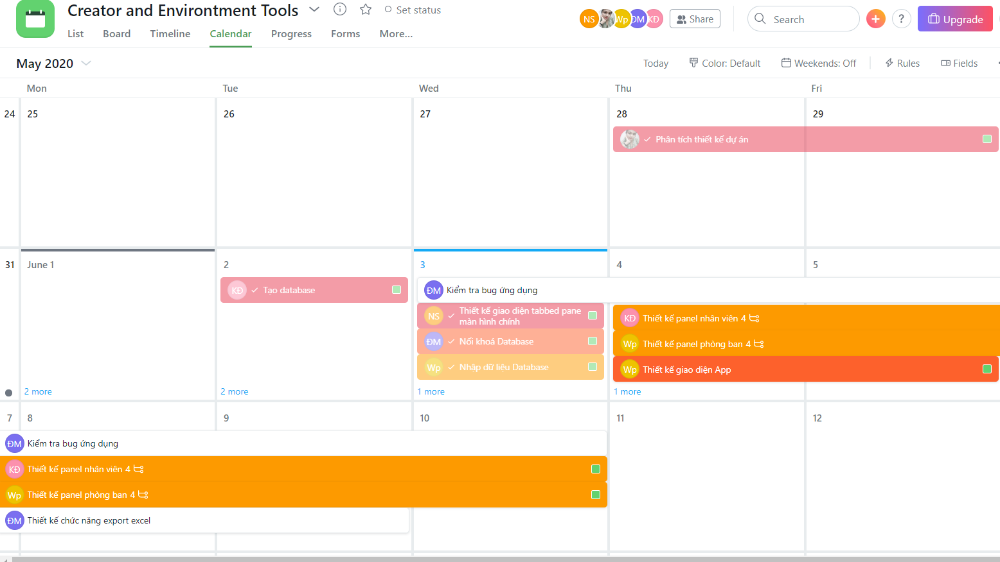 Creator and Environtment Tools
Set status
NS
Wp
ĐM
KĐ
Share
Search
+
?
Upgrade
List
Board
Timeline
Calendar
Progress
Forms
More...
May 2020
Today
Color: Default
Weekends: Off
Rules
Fields
Mon
Tue
Wed
Thu
Fri
24
25
26
27
28
29
Phân tích thiết kế dự án
31
June 1
2
3
4
5
KĐ
Tạo database
ĐM
Kiểm tra bug ứng dụng
NS
Thiết kế giao diện tabbed pane
màn hình chính
KĐ
Thiết kế panel nhân viên 4
ĐM
Nối khoá Database
Wp
Thiết kế panel phòng ban 4
Wp
Nhập dữ liệu Database
Wp
Thiết kế giao diện App
2 more
2 more
1 more
1 more
7
8
9
10
11
12
ĐM
Kiểm tra bug ứng dụng
KĐ
Thiết kế panel nhân viên 4
Wp
Thiết kế panel phòng ban 4
ĐM
Thiết kế chức năng export excel